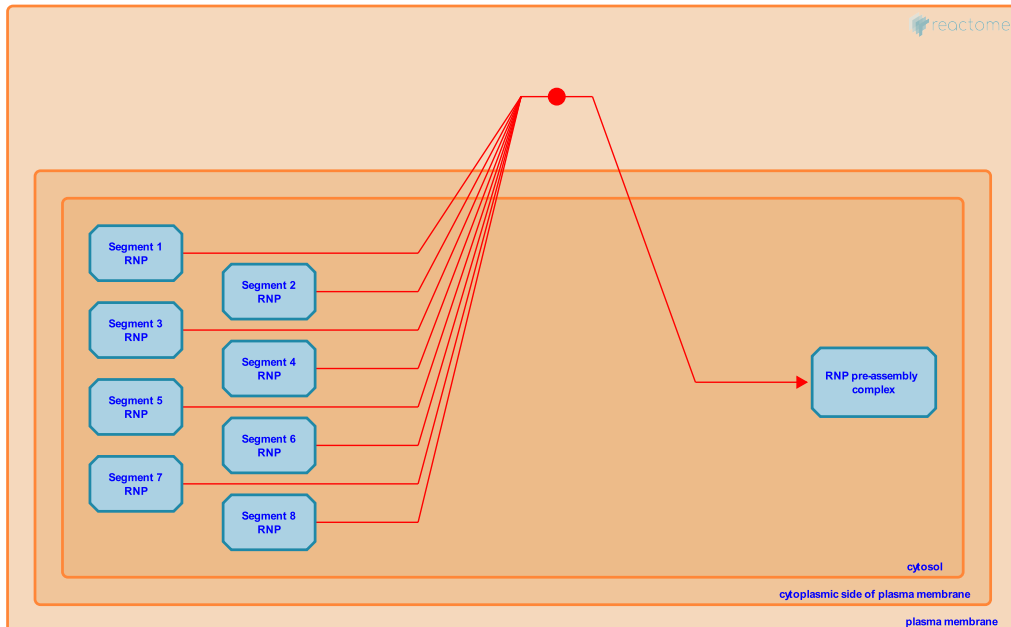 reactome
Segment 1
RNP
Segment 2
RNP
Segment 3
RNP
Segment 4
RNP
RNP pre-assembly
complex
Segment 5
RNP
Segment 6
RNP
Segment 7
RNP
Segment 8
RNP
cytosol
cytoplasmic side of plasma membrane
plasma membrane